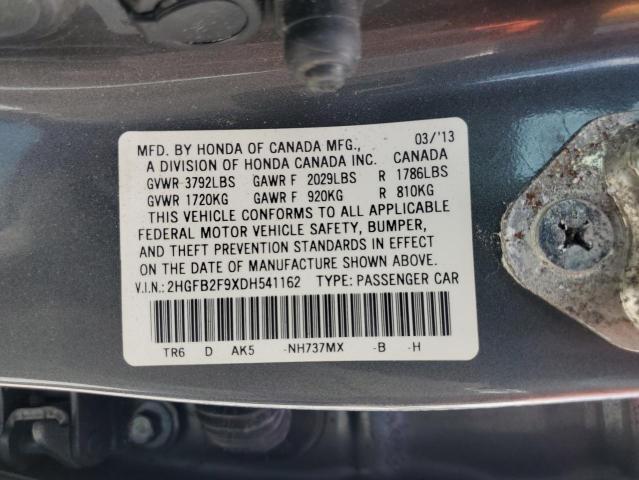 MFD. BY HONDA OF CANADA MFG., 03/'13
A DIVISION OF HONDA CANADA INC. CANADA
GVWR 3792LBS GAWR F 2029LBS R 1786LBS
GVWR 1720KG GAWR F 920KG R 810KG
THIS VEHICLE CONFORMS TO ALL APPLICABLE
FEDERAL MOTOR VEHICLE SAFETY, BUMPER,
AND THEFT PREVENTION STANDARDS IN EFFECT
ON THE DATE OF MANUFACTURE SHOWN ABOVE.
V.I.N.: 2HGFB2F9XDH541162 TYPE: PASSENGER CAR
TR6 D AK5 -NH737MX -B -H